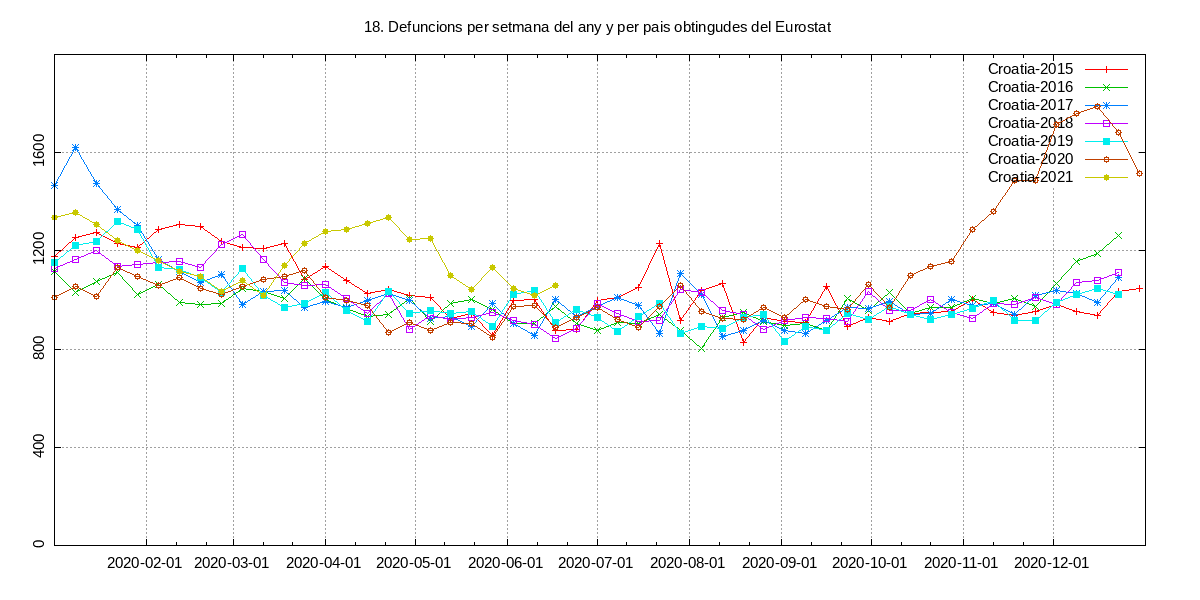 18. Defuncions per setmana del any y per pais obtingudes del Eurostat
Croatia-2015
Croatia-2016
Croatia-2017
Croatia-2018
Croatia-2019
Croatia-2020
Croatia-2021
1600
1200
800
400
0
2020-02-01 2020-03-01 2020-04-01 2020-05-01 2020-06-01 2020-07-01 2020-08-01 2020-09-01 2020-10-01 2020-11-01 2020-12-01